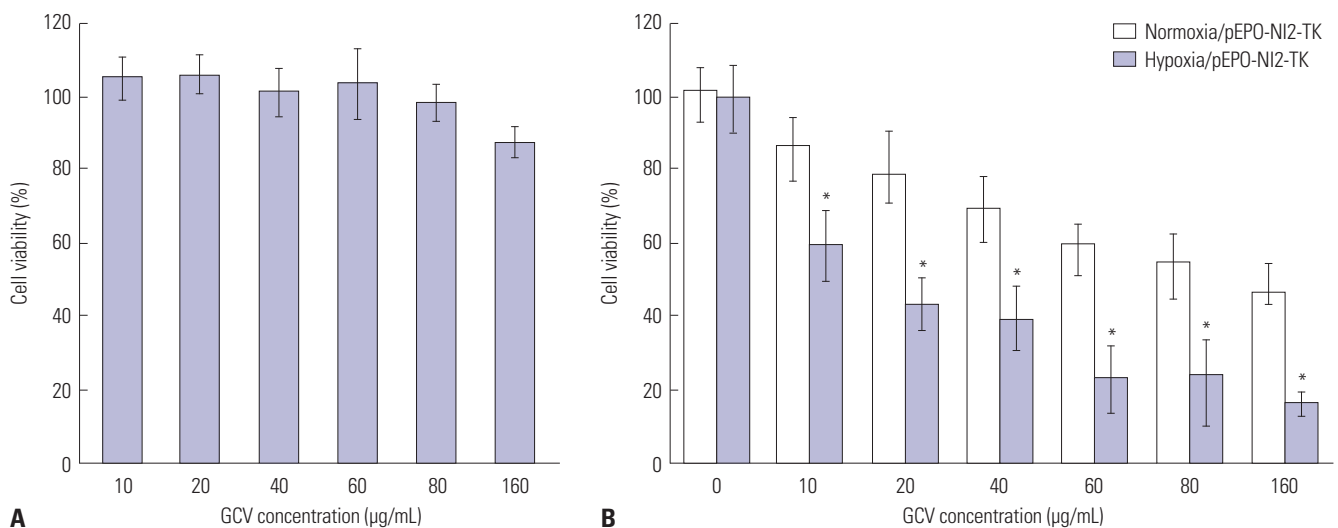 120
100
80
60
40
20
0
Cell viability (%)
10 20 40 60 80 160
GCV concentration (µg/mL)
A
120
100
80
60
40
20
0
Cell viability (%)
Normoxia/pEPO-NI2-TK
Hypoxia/pEPO-NI2-TK
* * * * * *
0 10 20 40 60 80 160
GCV concentration (µg/mL)
B